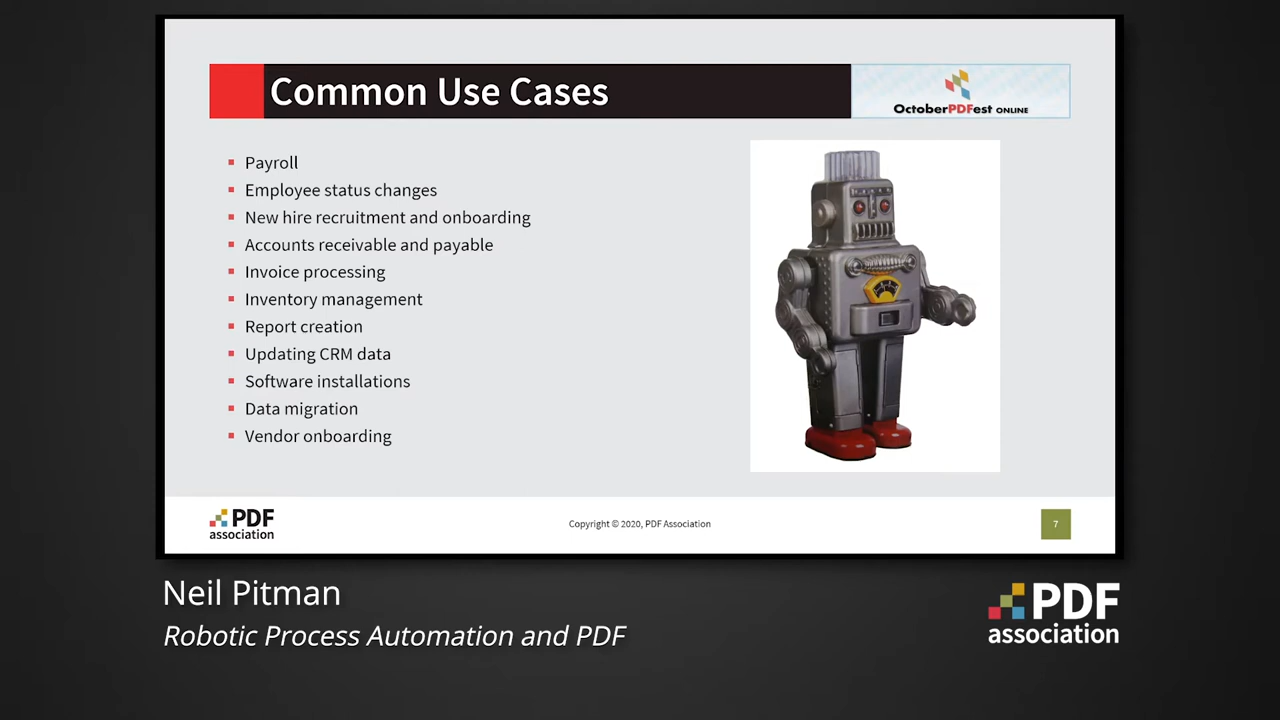 Common Use Cases
OctoberPDFest ONLINE
Payroll
Employee status changes
New hire recruitment and onboarding
Accounts receivable and payable
Invoice processing
Inventory management
Report creation
Updating CRM data
Software installations
Data migration
Vendor onboarding
PDF
association
Copyright © 2020, PDF Association
7
Neil Pitman
Robotic Process Automation and PDF
PDF
association